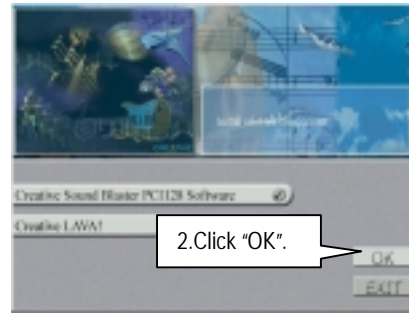 Creative Sound Blaster PCI128 Software
Creative LAVA!
2.Click “OK”.
OK
EXIT